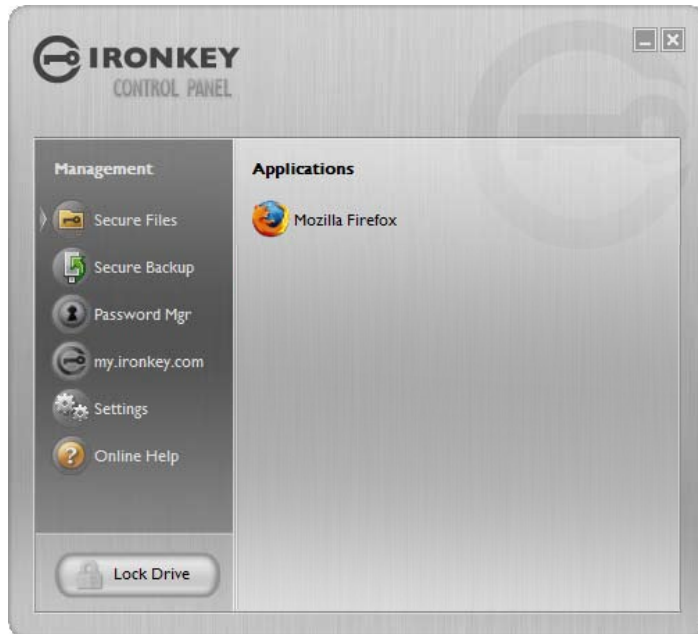 IRONKEY
CONTROL PANEL
Management
Secure Files
Secure Backup
Password Mgr
my.ironkey.com
Settings
Online Help
Lock Drive
Applications
Mozilla Firefox